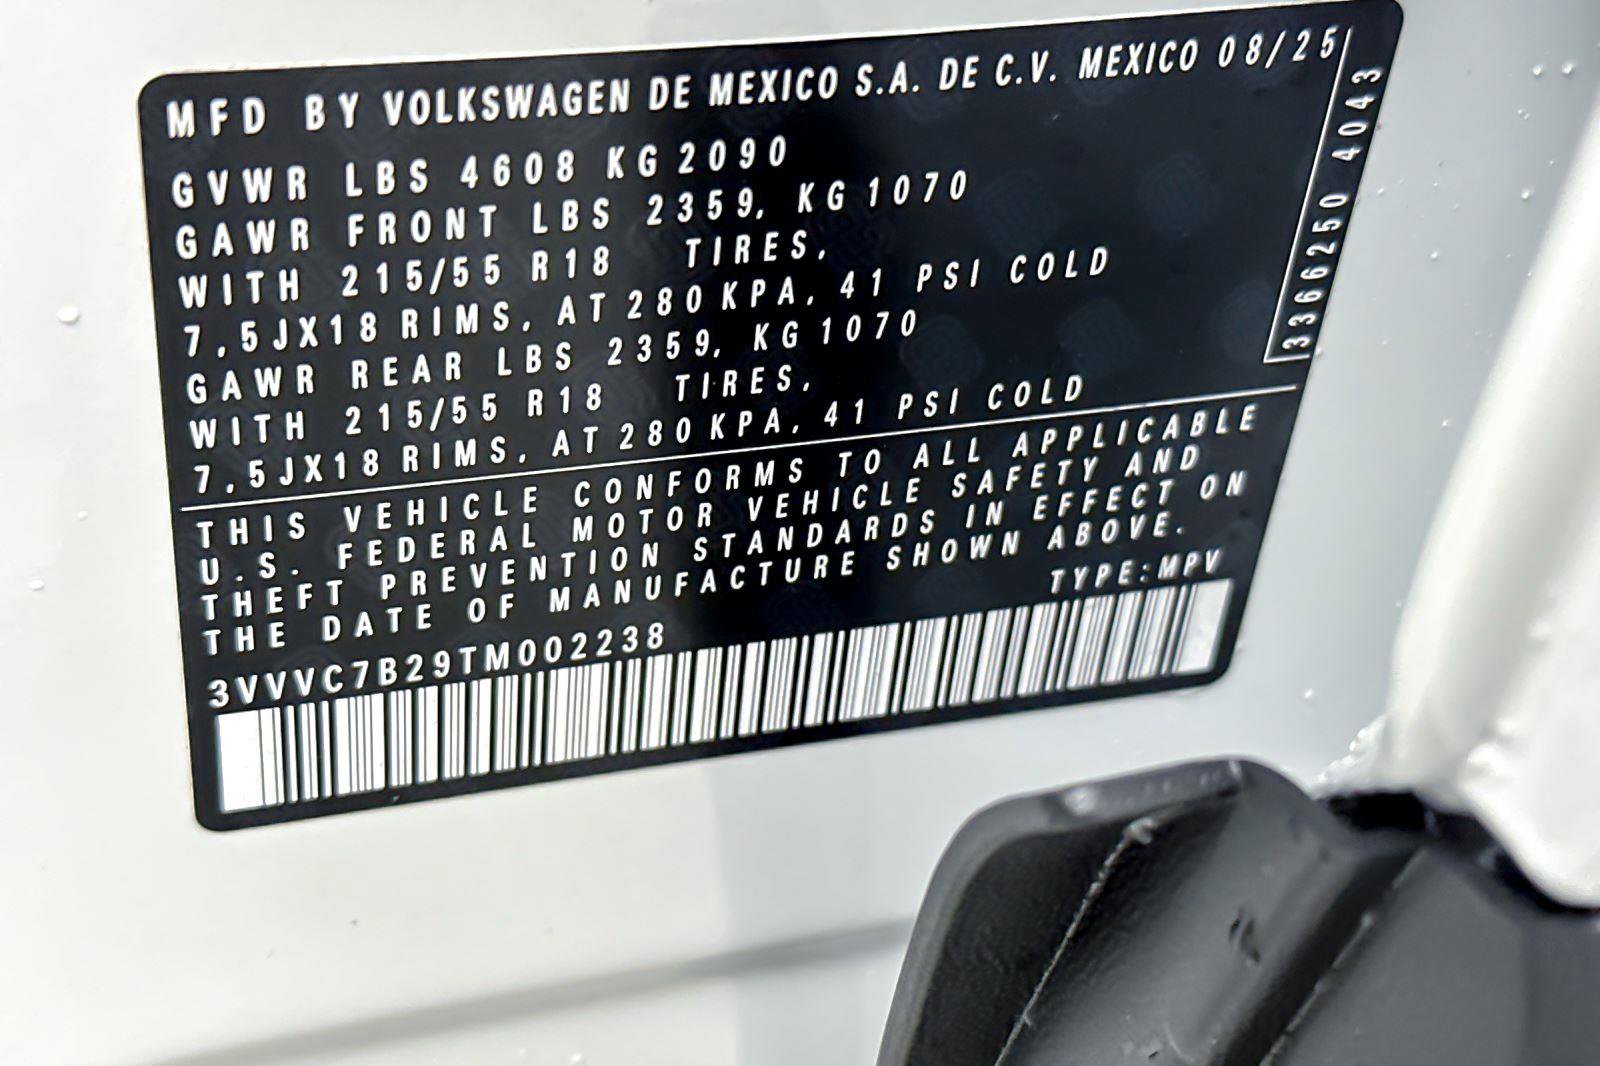 MFD BY VOLKSWAGEN DE MEXICO S.A. DE C.V. MEXICO 08/25
GVWR LBS 4608 KG 2090
GAWR FRONT LBS 2359, KG 1070
WITH 215/55 R18 TIRES,
7,5JX18 RIMS, AT 280 KPA, 41 PSI COLD
GAWR REAR LBS 2359, KG 1070
WITH 215/55 R18 TIRES,
7,5JX18 RIMS, AT 280 KPA, 41 PSI COLD
3366250 4043
THIS VEHICLE CONFORMS TO ALL APPLICABLE
U.S. FEDERAL MOTOR VEHICLE SAFETY AND
THEFT PREVENTION STANDARDS IN EFFECT ON
THE DATE OF MANUFACTURE SHOWN ABOVE.
TYPE:MPV
3VVVC7B29TM002238